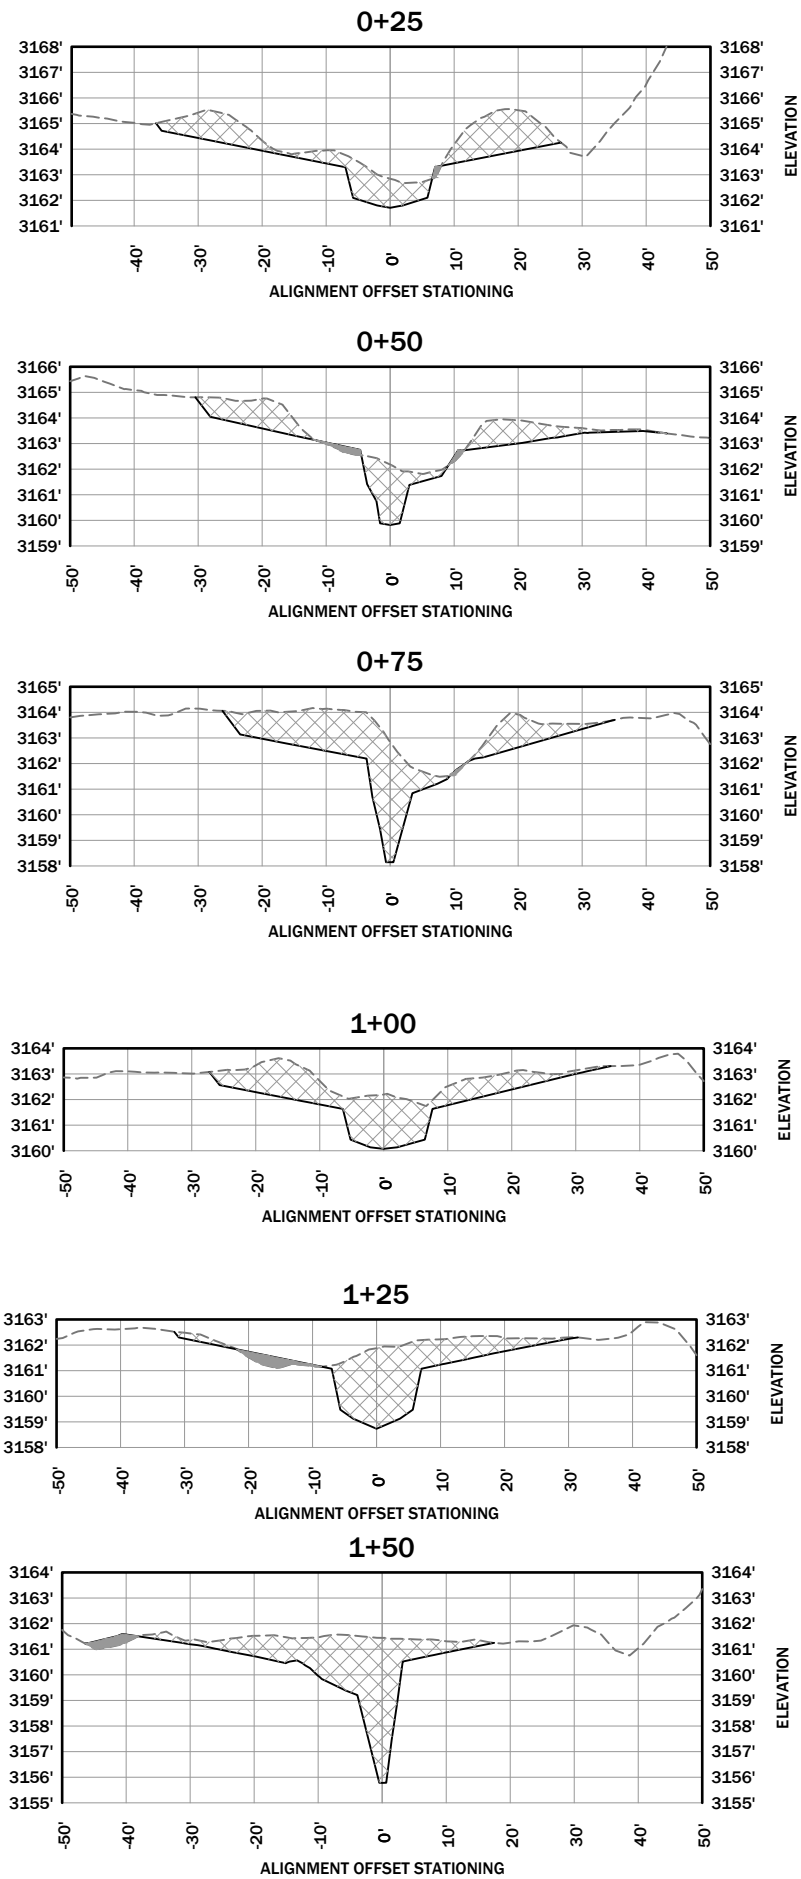 0+25
3168' 3168'
3167' 3167'
3166' 3166'
3165' 3165'
3164' 3164'
3163' 3163'
3162' 3162'
3161' 3161'
ELEVATION
-40' -30' -20' -10' 0' 10' 20' 30' 40' 50'
ALIGNMENT OFFSET STATIONING
0+50
3166' 3166'
3165' 3165'
3164' 3164'
3163' 3163'
3162' 3162'
3161' 3161'
3160' 3160'
3159' 3159'
ELEVATION
-50' -40' -30' -20' -10' 0' 10' 20' 30' 40' 50'
ALIGNMENT OFFSET STATIONING
0+75
3165' 3165'
3164' 3164'
3163' 3163'
3162' 3162'
3161' 3161'
3160' 3160'
3159' 3159'
3158' 3158'
ELEVATION
-50' -40' -30' -20' -10' 0' 10' 20' 30' 40' 50'
ALIGNMENT OFFSET STATIONING
1+00
3164' 3164'
3163' 3163'
3162' 3162'
3161' 3161'
3160' 3160'
ELEVATION
-50' -40' -30' -20' -10' 0' 10' 20' 30' 40' 50'
ALIGNMENT OFFSET STATIONING
1+25
3163' 3163'
3162' 3162'
3161' 3161'
3160' 3160'
3159' 3159'
3158' 3158'
ELEVATION
-50' -40' -30' -20' -10' 0' 10' 20' 30' 40' 50'
ALIGNMENT OFFSET STATIONING
1+50
3164' 3164'
3163' 3163'
3162' 3162'
3161' 3161'
3160' 3160'
3159' 3159'
3158' 3158'
3157' 3157'
3156' 3156'
3155' 3155'
ELEVATION
-50' -40' -30' -20' -10' 0' 10' 20' 30' 40' 50'
ALIGNMENT OFFSET STATIONING